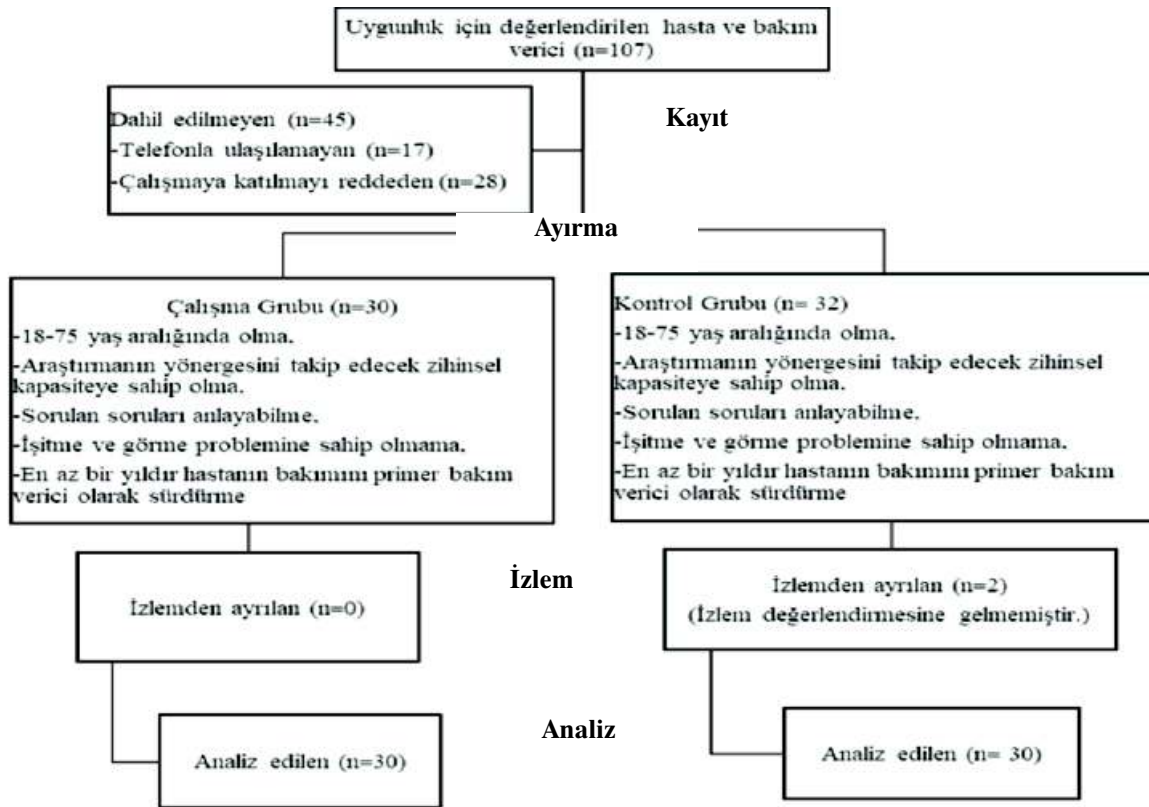 Uygunluk için değerlendirilen hasta ve bakım
verici (n=107)
Kayıt
Dahil edilmeyen (n=45)
-Telefonla ulaşılamayan (n=17)
-Çalışmaya katılmayı reddeden (n=28)
Ayırma
Çalışma Grubu (n=30)
-18-75 yaş aralığında olma.
-Araştırmanın yönergesini takip edecek zihinsel
kapasiteye sahip olma.
-Sorulan soruları anlayabilme.
-İşitme ve görme problemine sahip olmama.
-En az bir yıldır hastanın bakımını primer bakım
verici olarak sürdürme
Kontrol Grubu (n= 32)
-18-75 yaş aralığında olma.
-Araştırmanın yönergesini takip edecek zihinsel
kapasiteye sahip olma.
-Sorulan soruları anlayabilme.
-İşitme ve görme problemine sahip olmama.
-En az bir yıldır hastanın bakımını primer bakım
verici olarak sürdürme
İzlem
İzlemden ayrılan (n=0)
İzlemden ayrılan (n=2)
(İzlem değerlendirmesine gelmemiştir.)
Analiz
Analiz edilen (n=30)
Analiz edilen (n= 30)